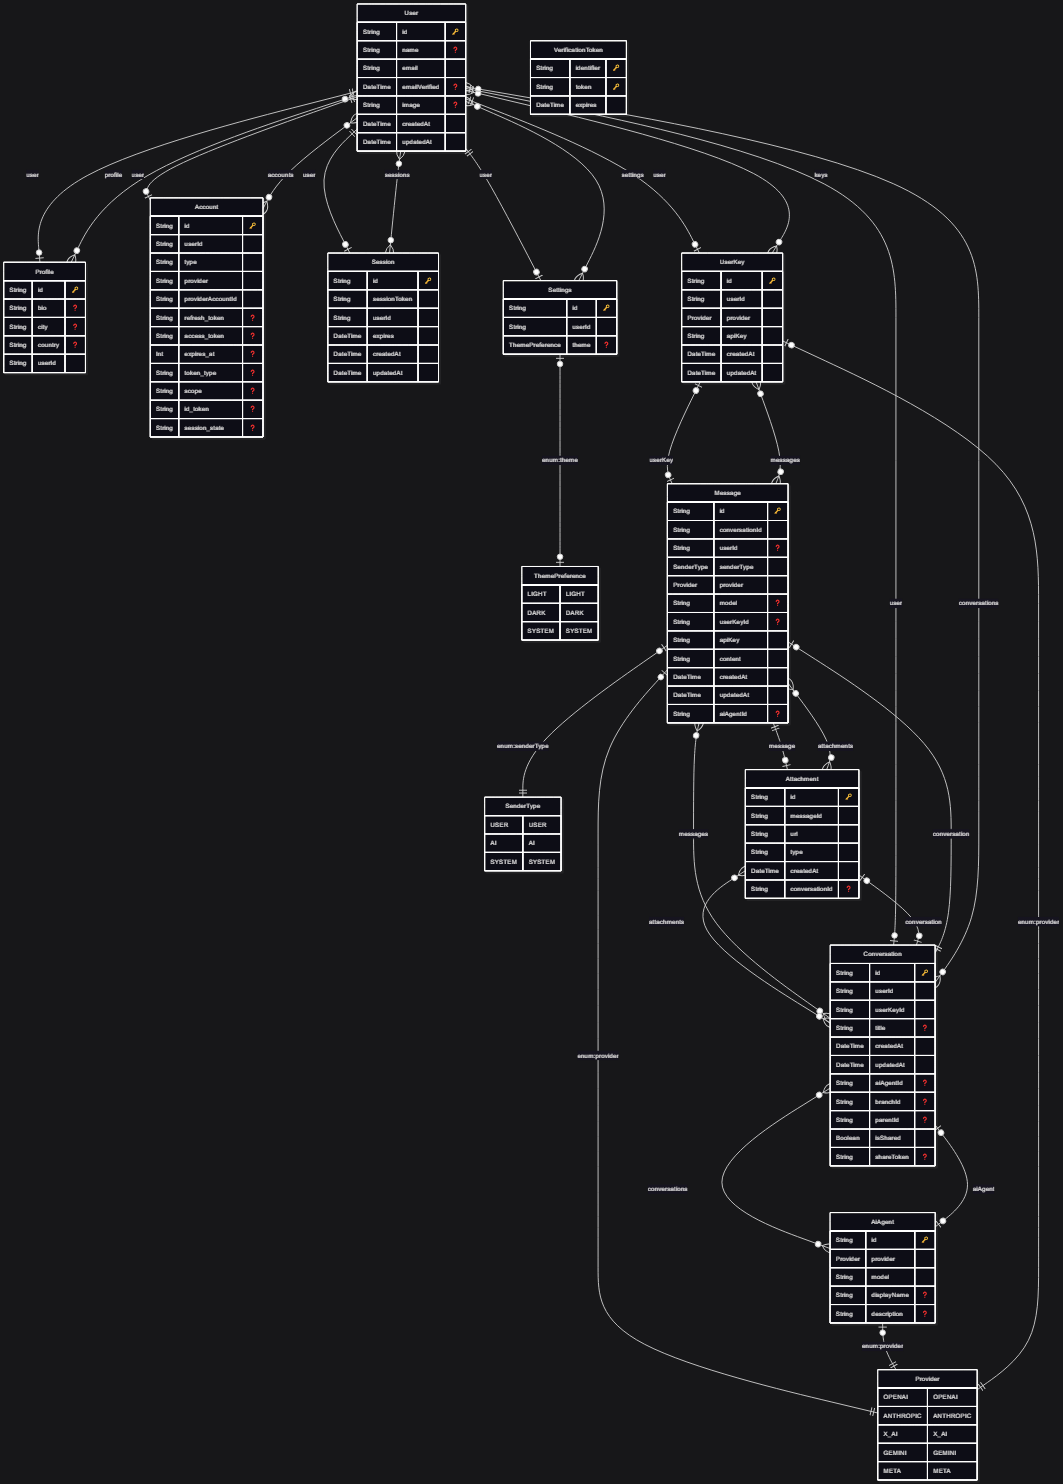 User
String id
String name ?
String email
DateTime emailVerified ?
String image ?
DateTime createdAt
DateTime updatedAt
VerificationToken
String identifier
String token
DateTime expires
user
profile
user
accounts
user
sessions
user
settings
user
keys
Account
String id
String userId
String type
String provider
String providerAccountId
String refresh_token ?
String access_token ?
Int expires_at ?
String token_type ?
String scope ?
String id_token ?
String session_state ?
Profile
String id
String bio ?
String city ?
String country ?
String userId
Session
String id
String sessionToken
String userId
DateTime expires
DateTime createdAt
DateTime updatedAt
Settings
String id
String userId
ThemePreference theme ?
UserKey
String id
String userId
Provider provider
String apiKey
DateTime createdAt
DateTime updatedAt
enum:theme
userKey
messages
Message
String id
String conversationId
String userId ?
SenderType senderType
Provider provider
String model ?
String userKeyId ?
String apiKey
String content
DateTime createdAt
DateTime updatedAt
String aiAgentId ?
ThemePreference
LIGHT LIGHT
DARK DARK
SYSTEM SYSTEM
user
conversations
enum:senderType
message
attachments
SenderType
USER USER
AI AI
SYSTEM SYSTEM
Attachment
String id
String messageId
String url
String type
DateTime createdAt
String conversationId ?
messages
conversation
attachments
conversation
enum:provider
Conversation
String id
String userId
String userKeyId
String title ?
DateTime createdAt
DateTime updatedAt
String aiAgentId ?
String branchId ?
String parentId ?
Boolean isShared
String shareToken ?
enum:provider
conversations
aiAgent
AiAgent
String id
Provider provider
String model
String displayName ?
String description ?
enum:provider
Provider
OPENAI OPENAI
ANTHROPIC ANTHROPIC
X_AI X_AI
GEMINI GEMINI
META META